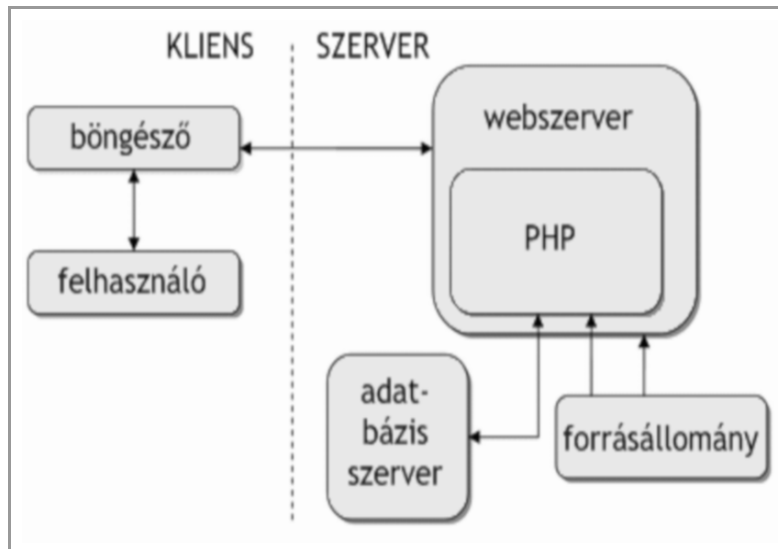 KLIENS
SZERVER
böngésző
felhasználó
webszerver
PHP
adat-
bázis
szerver
forrásállomány